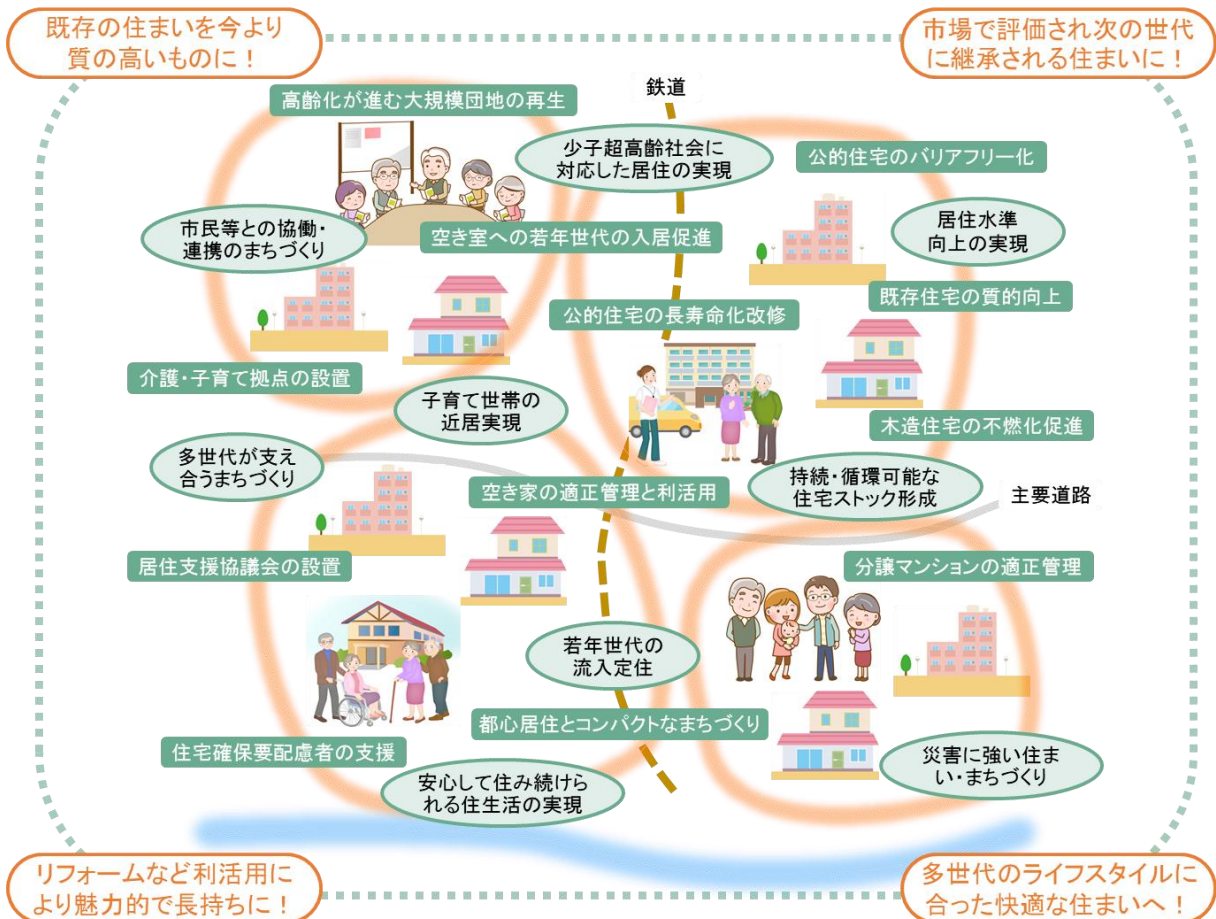 既存の住まいを今より
質の高いものに！
市場で評価され次の世代
に継承される住まいに！
高齢化が進む大規模団地の再生
鉄道
少子超高齢社会に
対応した居住の実現
公的住宅のバリアフリー化
市民等との協働・
連携のまちづくり
空き室への若年世代の入居促進
居住水準
向上の実現
既存住宅の質的向上
公的住宅の長寿命化改修
介護・子育て拠点の設置
子育て世帯の
近居実現
木造住宅の不燃化促進
多世代が支え
合うまちづくり
空き家の適正管理と利活用
持続・循環可能な
住宅ストック形成
主要道路
居住支援協議会の設置
分譲マンションの適正管理
若年世代の
流入定住
都心居住とコンパクトなまちづくり
住宅確保要配慮者の支援
災害に強い住ま
い・まちづくり
安心して住み続けら
れる住生活の実現
リフォームなど利活用に
より魅力的で長持ちに！
多世代のライフスタイルに
合った快適な住まいへ！